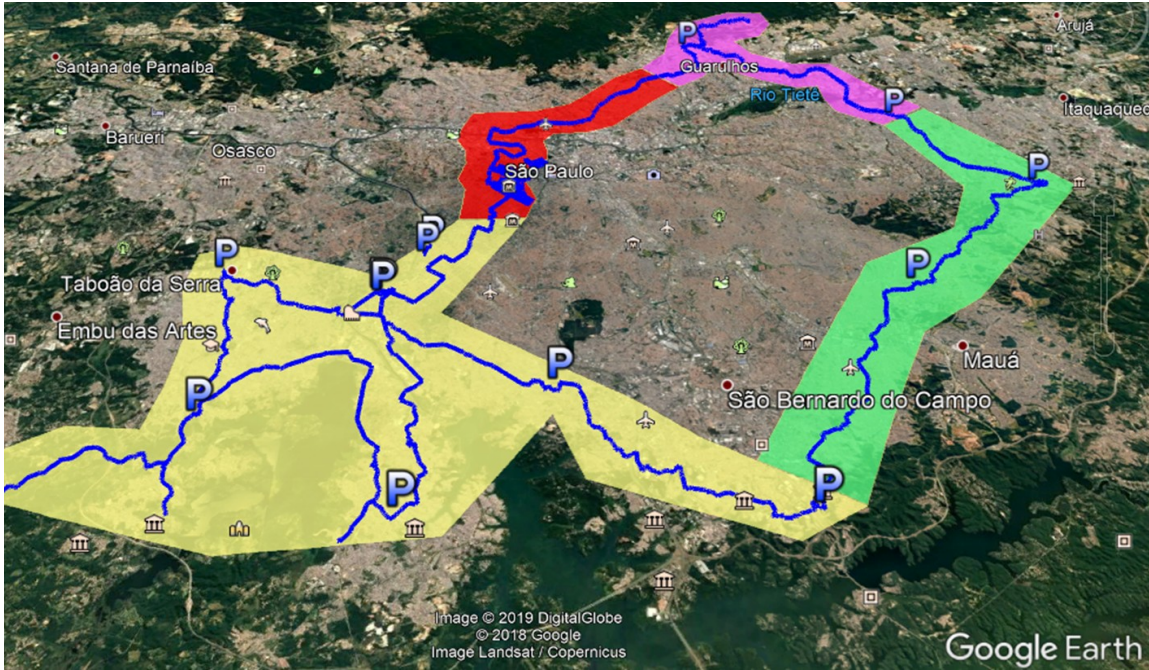 Arujá
P
Santana de Parnaíba
Guarulhos
Rio Tietê
P
Itaquaquec
Barueri
Osasco
São Paulo
P
P
P
P
P
Taboão da Serra
Embu das Artes
P
Mauá
P
São Bernardo do Campo
P
P
Image © 2019 DigitalGlobe
© 2018 Google
Image Landsat / Copernicus
Google Earth